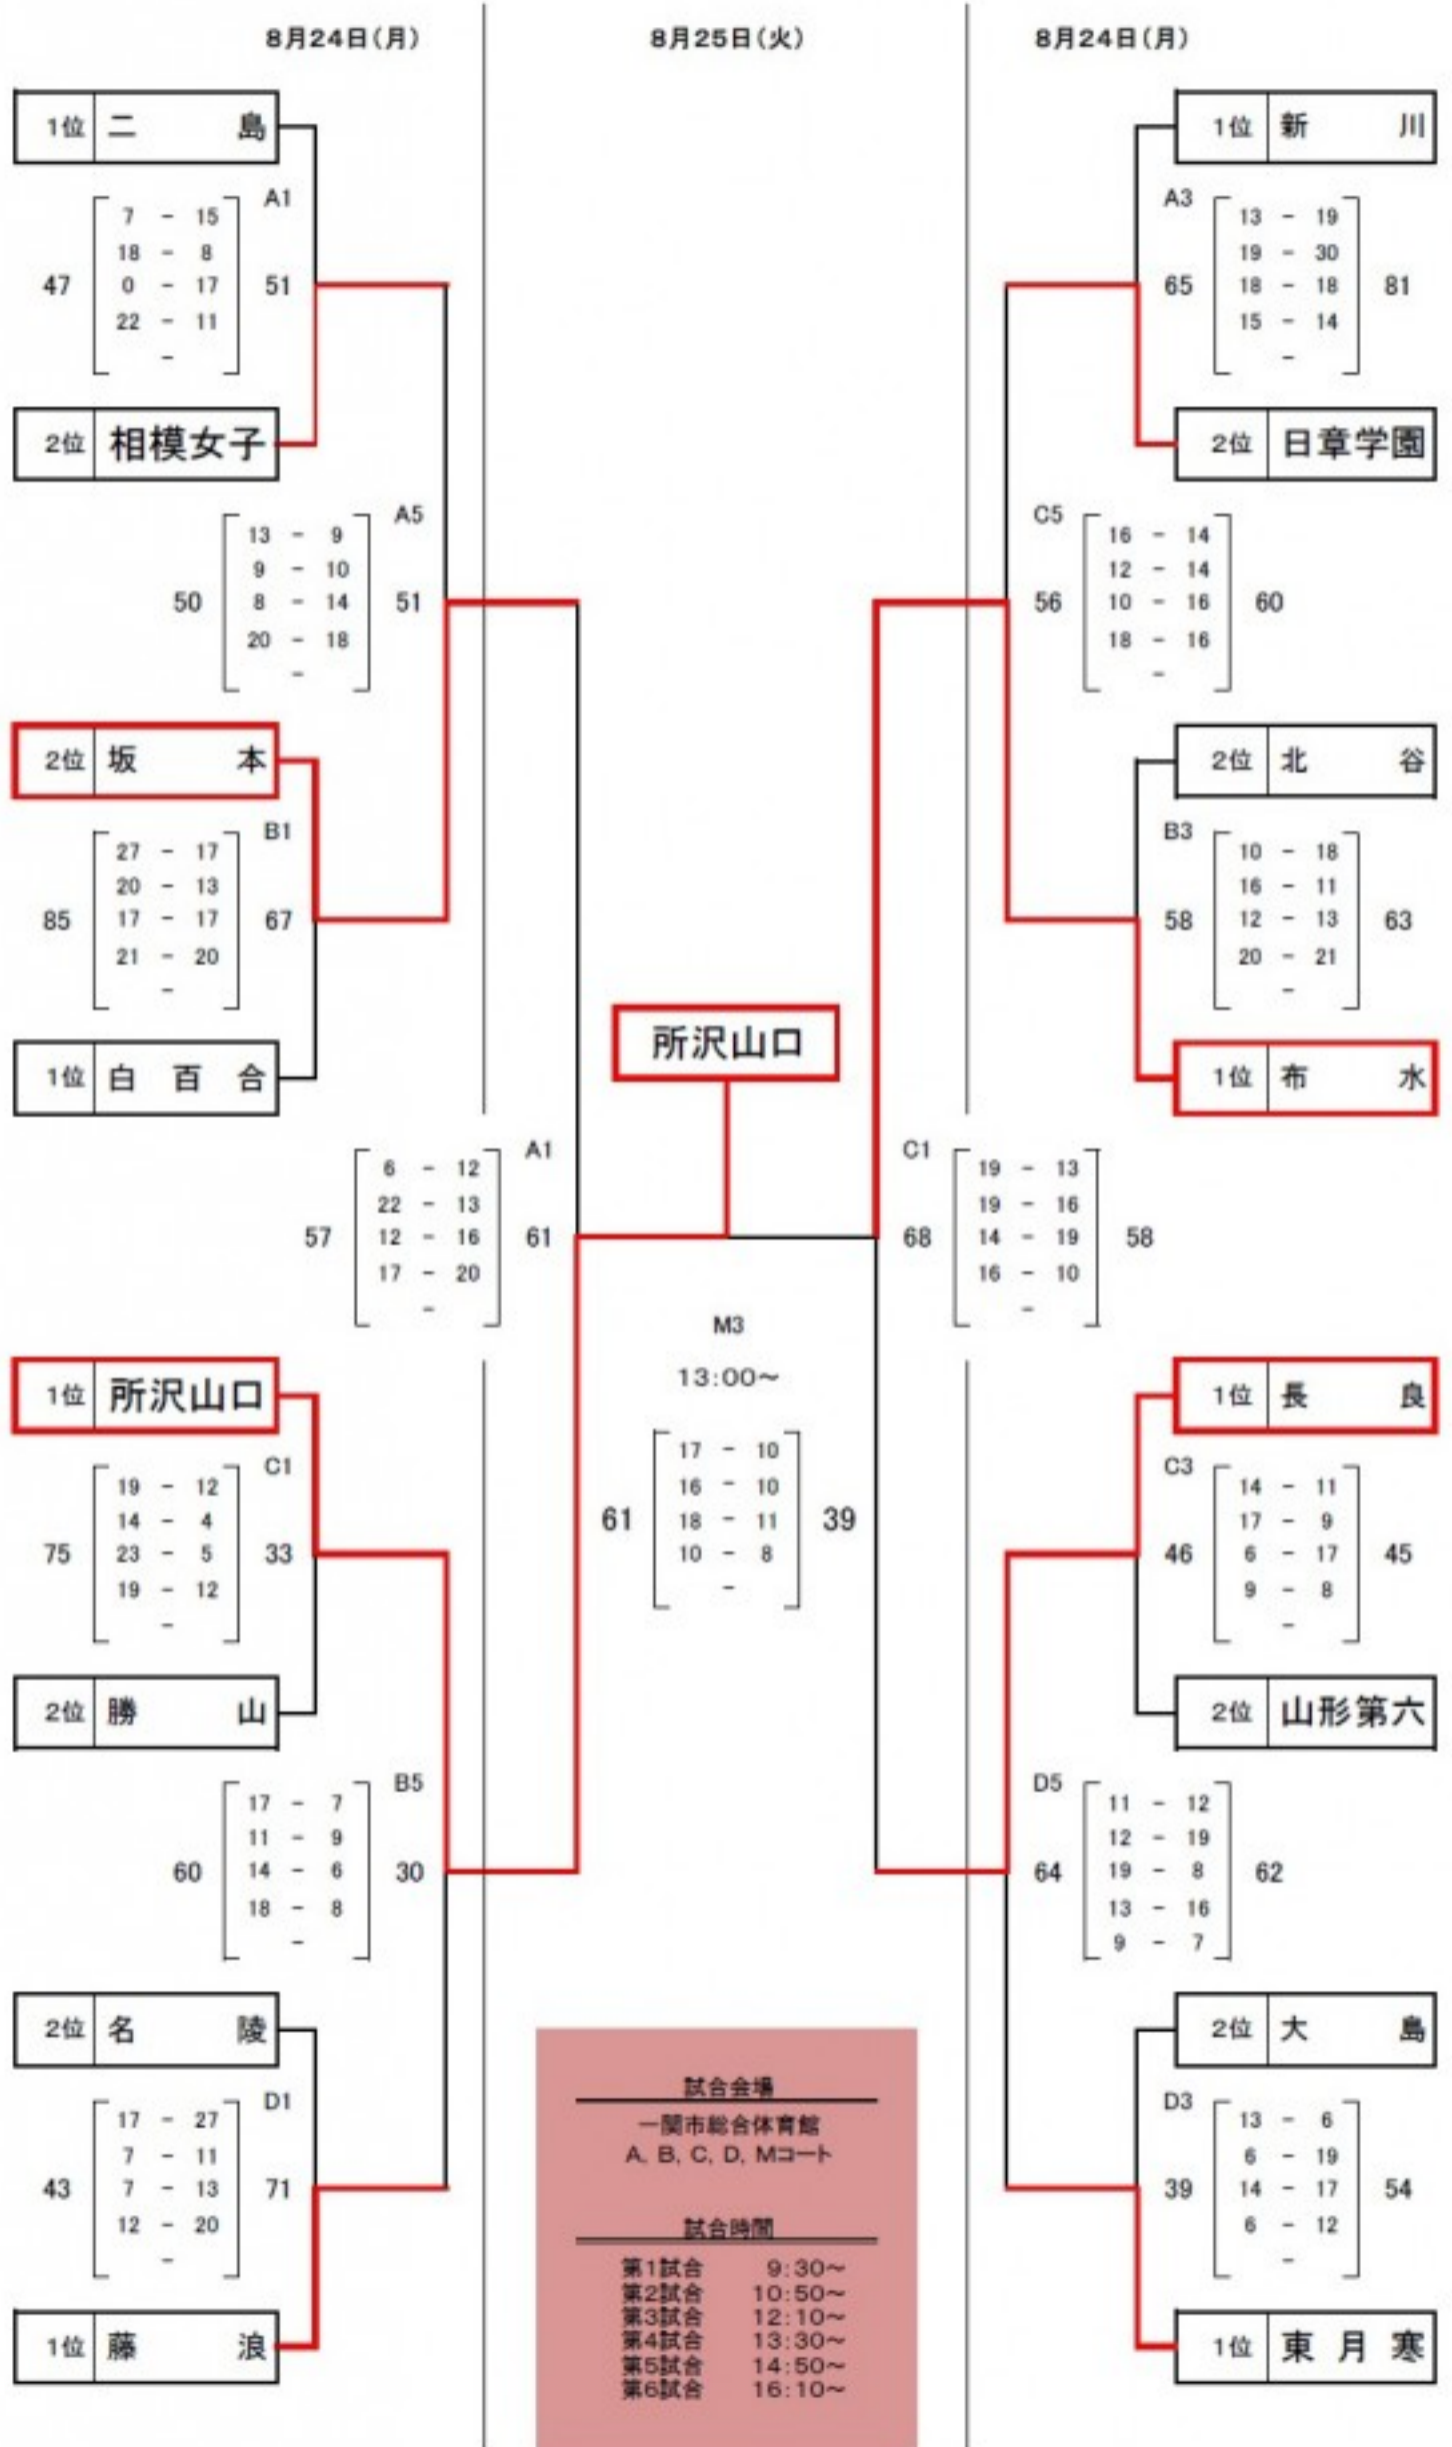 8月24日(月)
8月25日(火)
8月24日(月)
1位 二 島
A1
7 - 15
18 - 8
47 0 - 17 51
22 - 11
-
2位 相模女子
A5
13 - 9
9 - 10
50 8 - 14 51
20 - 18
-
2位 坂 本
B1
27 - 17
20 - 13
85 17 - 17 67
21 - 20
-
1位 白 百 合
A1
6 - 12
22 - 13
57 12 - 16 61
17 - 20
-
1位 所沢山口
C1
19 - 12
14 - 4
75 23 - 5 33
19 - 12
-
2位 勝 山
B5
17 - 7
11 - 9
60 14 - 6 30
18 - 8
-
2位 名 陵
D1
17 - 27
7 - 11
43 7 - 13 71
12 - 20
-
1位 藤 浪
所沢山口
M3
13:00～
17 - 10
16 - 10
61 18 - 11 39
10 - 8
-
1位 新 川
A3
13 - 19
19 - 30
65 18 - 18 81
15 - 14
-
2位 日章学園
C5
16 - 14
12 - 14
56 10 - 16 60
18 - 16
-
2位 北 谷
B3
10 - 18
16 - 11
58 12 - 13 63
20 - 21
-
1位 布 水
C1
19 - 13
19 - 16
68 14 - 19 58
16 - 10
-
1位 長 良
C3
14 - 11
17 - 9
46 6 - 17 45
9 - 8
-
2位 山形第六
D5
11 - 12
12 - 19
64 19 - 8 62
13 - 16
9 - 7
2位 大 島
D3
13 - 6
6 - 19
39 14 - 17 54
6 - 12
-
1位 東 月 寒
試合会場
一関市総合体育館
A, B, C, D, Mコート
試合時間
第1試合 9:30～
第2試合 10:50～
第3試合 12:10～
第4試合 13:30～
第5試合 14:50～
第6試合 16:10～